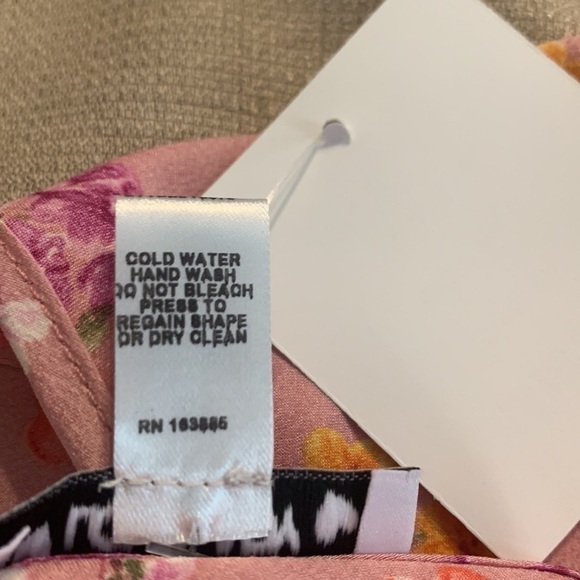 COLD WATER
HAND WASH
DO NOT BLEACH
PRESS TO
REGAIN SHAPE
OR DRY CLEAN
RN 163885